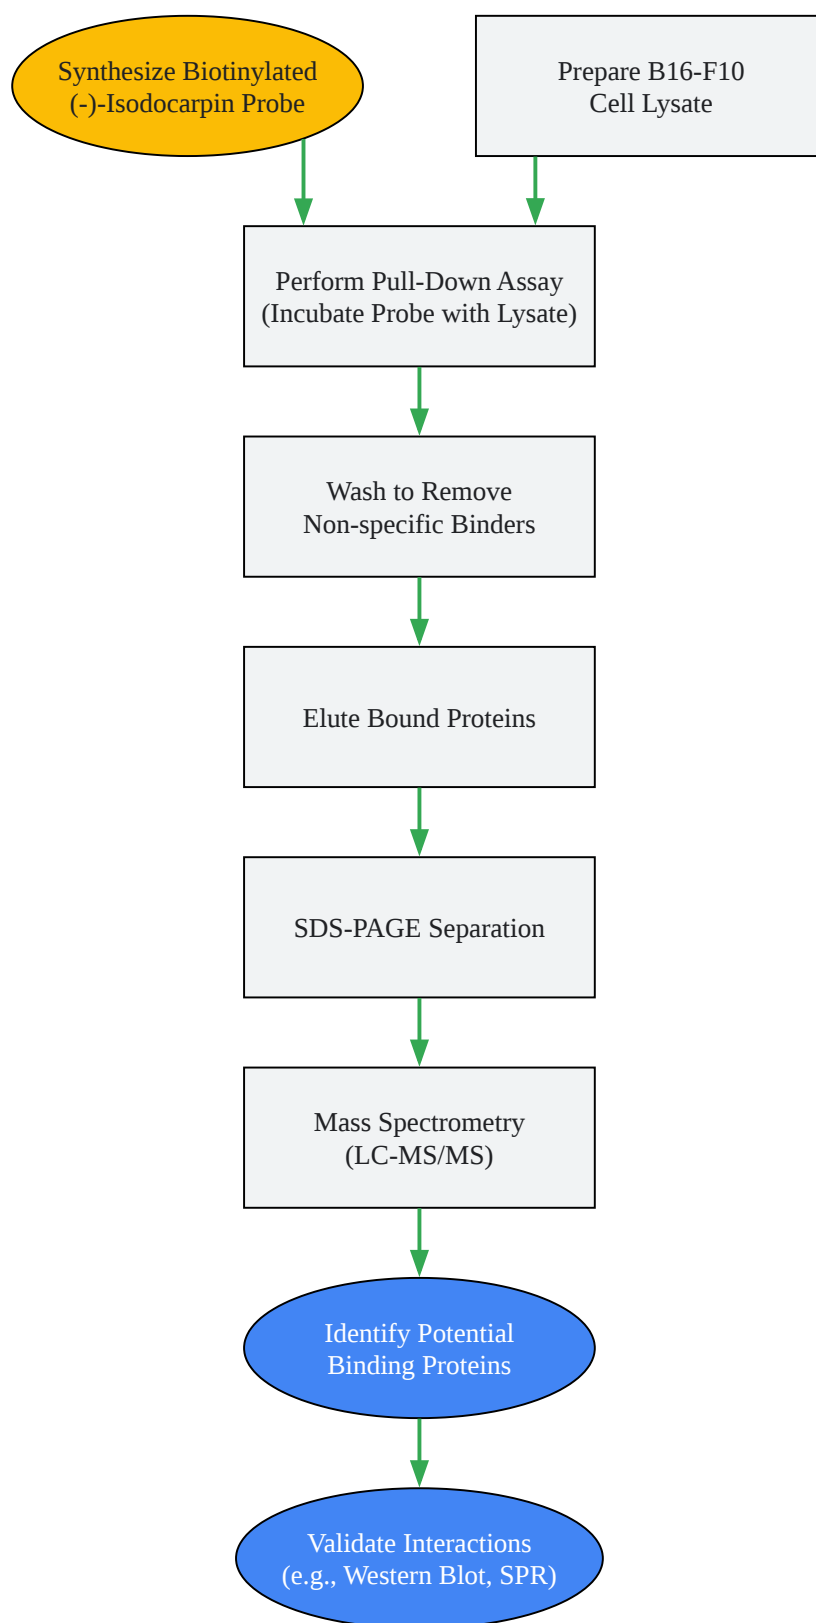 Synthesize Biotinylated
(-)-Isodocarpin Probe
Prepare B16-F10
Cell Lysate
Perform Pull-Down Assay
(Incubate Probe with Lysate)
Wash to Remove
Non-specific Binders
Elute Bound Proteins
SDS-PAGE Separation
Mass Spectrometry
(LC-MS/MS)
Identify Potential
Binding Proteins
Validate Interactions
(e.g., Western Blot, SPR)